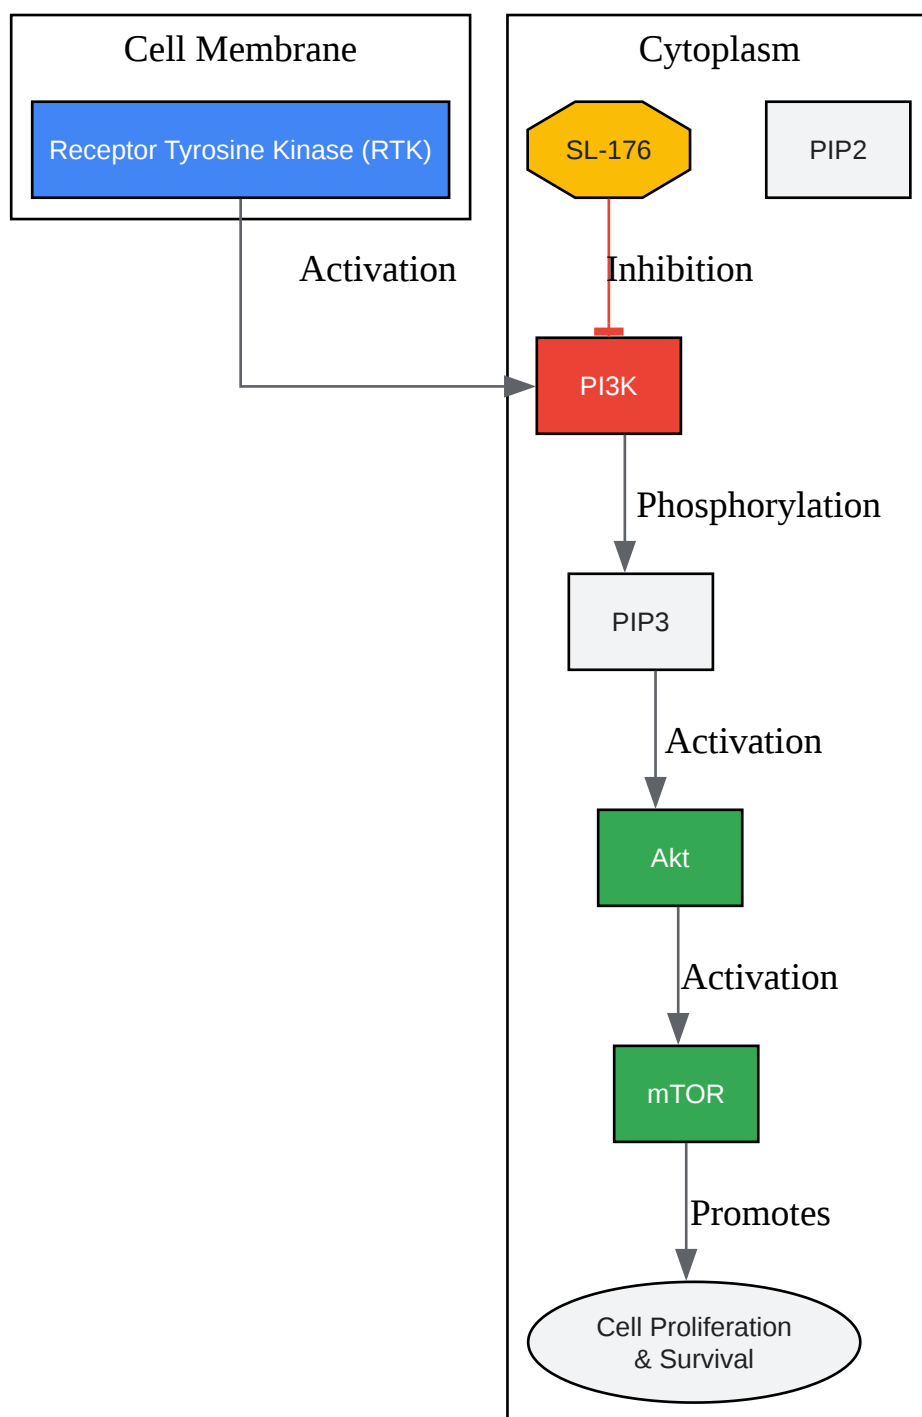 Cell Membrane
Cytoplasm
Receptor Tyrosine Kinase (RTK)
SL-176
PIP2
Activation
Inhibition
PI3K
Phosphorylation
PIP3
Activation
Akt
Activation
mTOR
Promotes
Cell Proliferation
& Survival